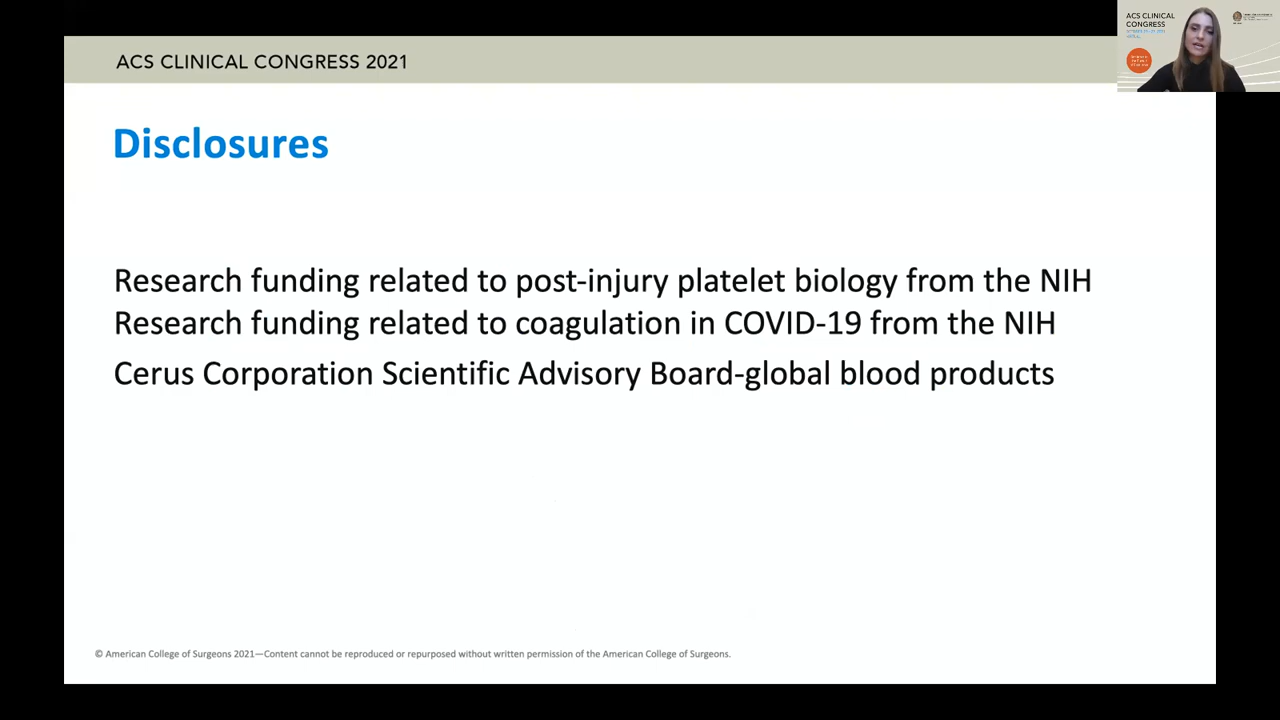 ACS CLINICAL CONGRESS 2021
ACS CLINICAL
CONGRESS
Disclosures
Research funding related to post-injury platelet biology from the NIH
Research funding related to coagulation in COVID-19 from the NIH
Cerus Corporation Scientific Advisory Board-global blood products
© American College of Surgeons 2021—Content cannot be reproduced or repurposed without written permission of the American College of Surgeons.